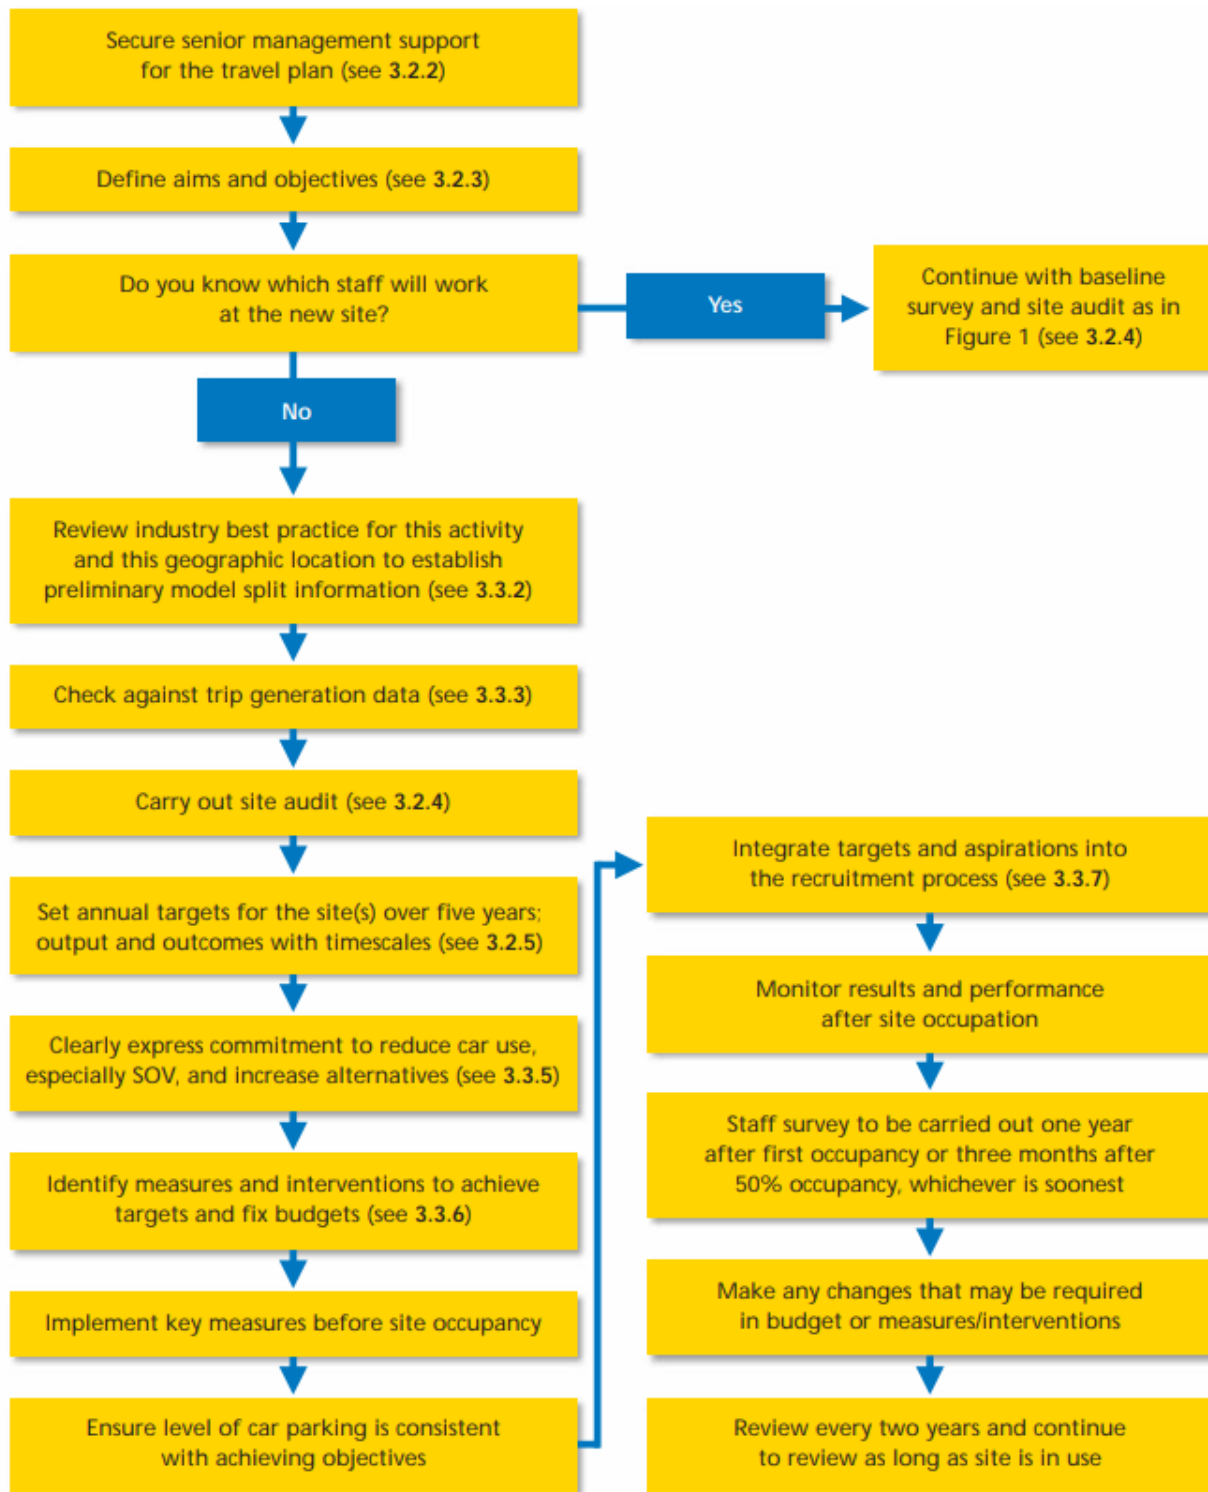 Secure senior management support
for the travel plan (see 3.2.2)
Define aims and objectives (see 3.2.3)
Do you know which staff will work
at the new site?
Yes
Continue with baseline
survey and site audit as in
Figure 1 (see 3.2.4)
No
Review industry best practice for this activity
and this geographic location to establish
preliminary model split information (see 3.3.2)
Check against trip generation data (see 3.3.3)
Carry out site audit (see 3.2.4)
Set annual targets for the site(s) over five years;
output and outcomes with timescales (see 3.2.5)
Clearly express commitment to reduce car use,
especially SOV, and increase alternatives (see 3.3.5)
Identify measures and interventions to achieve
targets and fix budgets (see 3.3.6)
Implement key measures before site occupancy
Ensure level of car parking is consistent
with achieving objectives
Integrate targets and aspirations into
the recruitment process (see 3.3.7)
Monitor results and performance
after site occupation
Staff survey to be carried out one year
after first occupancy or three months after
50% occupancy, whichever is soonest
Make any changes that may be required
in budget or measures/interventions
Review every two years and continue
to review as long as site is in use